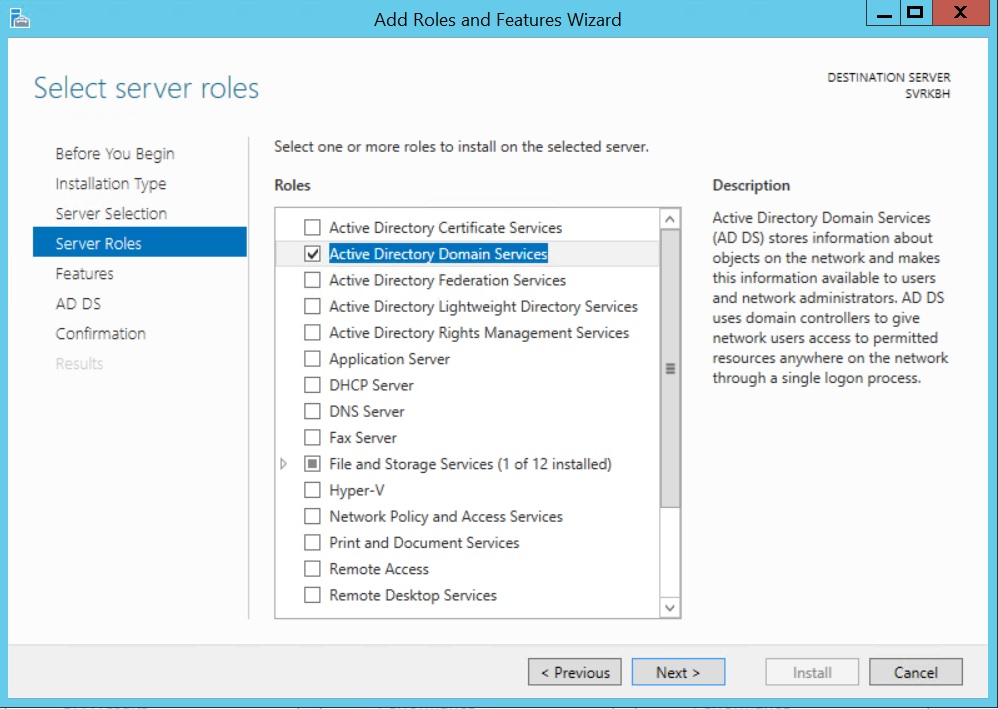 Add Roles and Features Wizard
Select server roles
DESTINATION SERVER
SVRKBH
Before You Begin
Installation Type
Server Selection
Server Roles
Features
AD DS
Confirmation
Results
Select one or more roles to install on the selected server.
Roles
Active Directory Certificate Services
Active Directory Domain Services
Active Directory Federation Services
Active Directory Lightweight Directory Services
Active Directory Rights Management Services
Application Server
DHCP Server
DNS Server
Fax Server
File and Storage Services (1 of 12 installed)
Hyper-V
Network Policy and Access Services
Print and Document Services
Remote Access
Remote Desktop Services
Description
Active Directory Domain Services
(AD DS) stores information about
objects on the network and makes
this information available to users
and network administrators. AD DS
uses domain controllers to give
network users access to permitted
resources anywhere on the network
through a single logon process.
< Previous
Next >
Install
Cancel